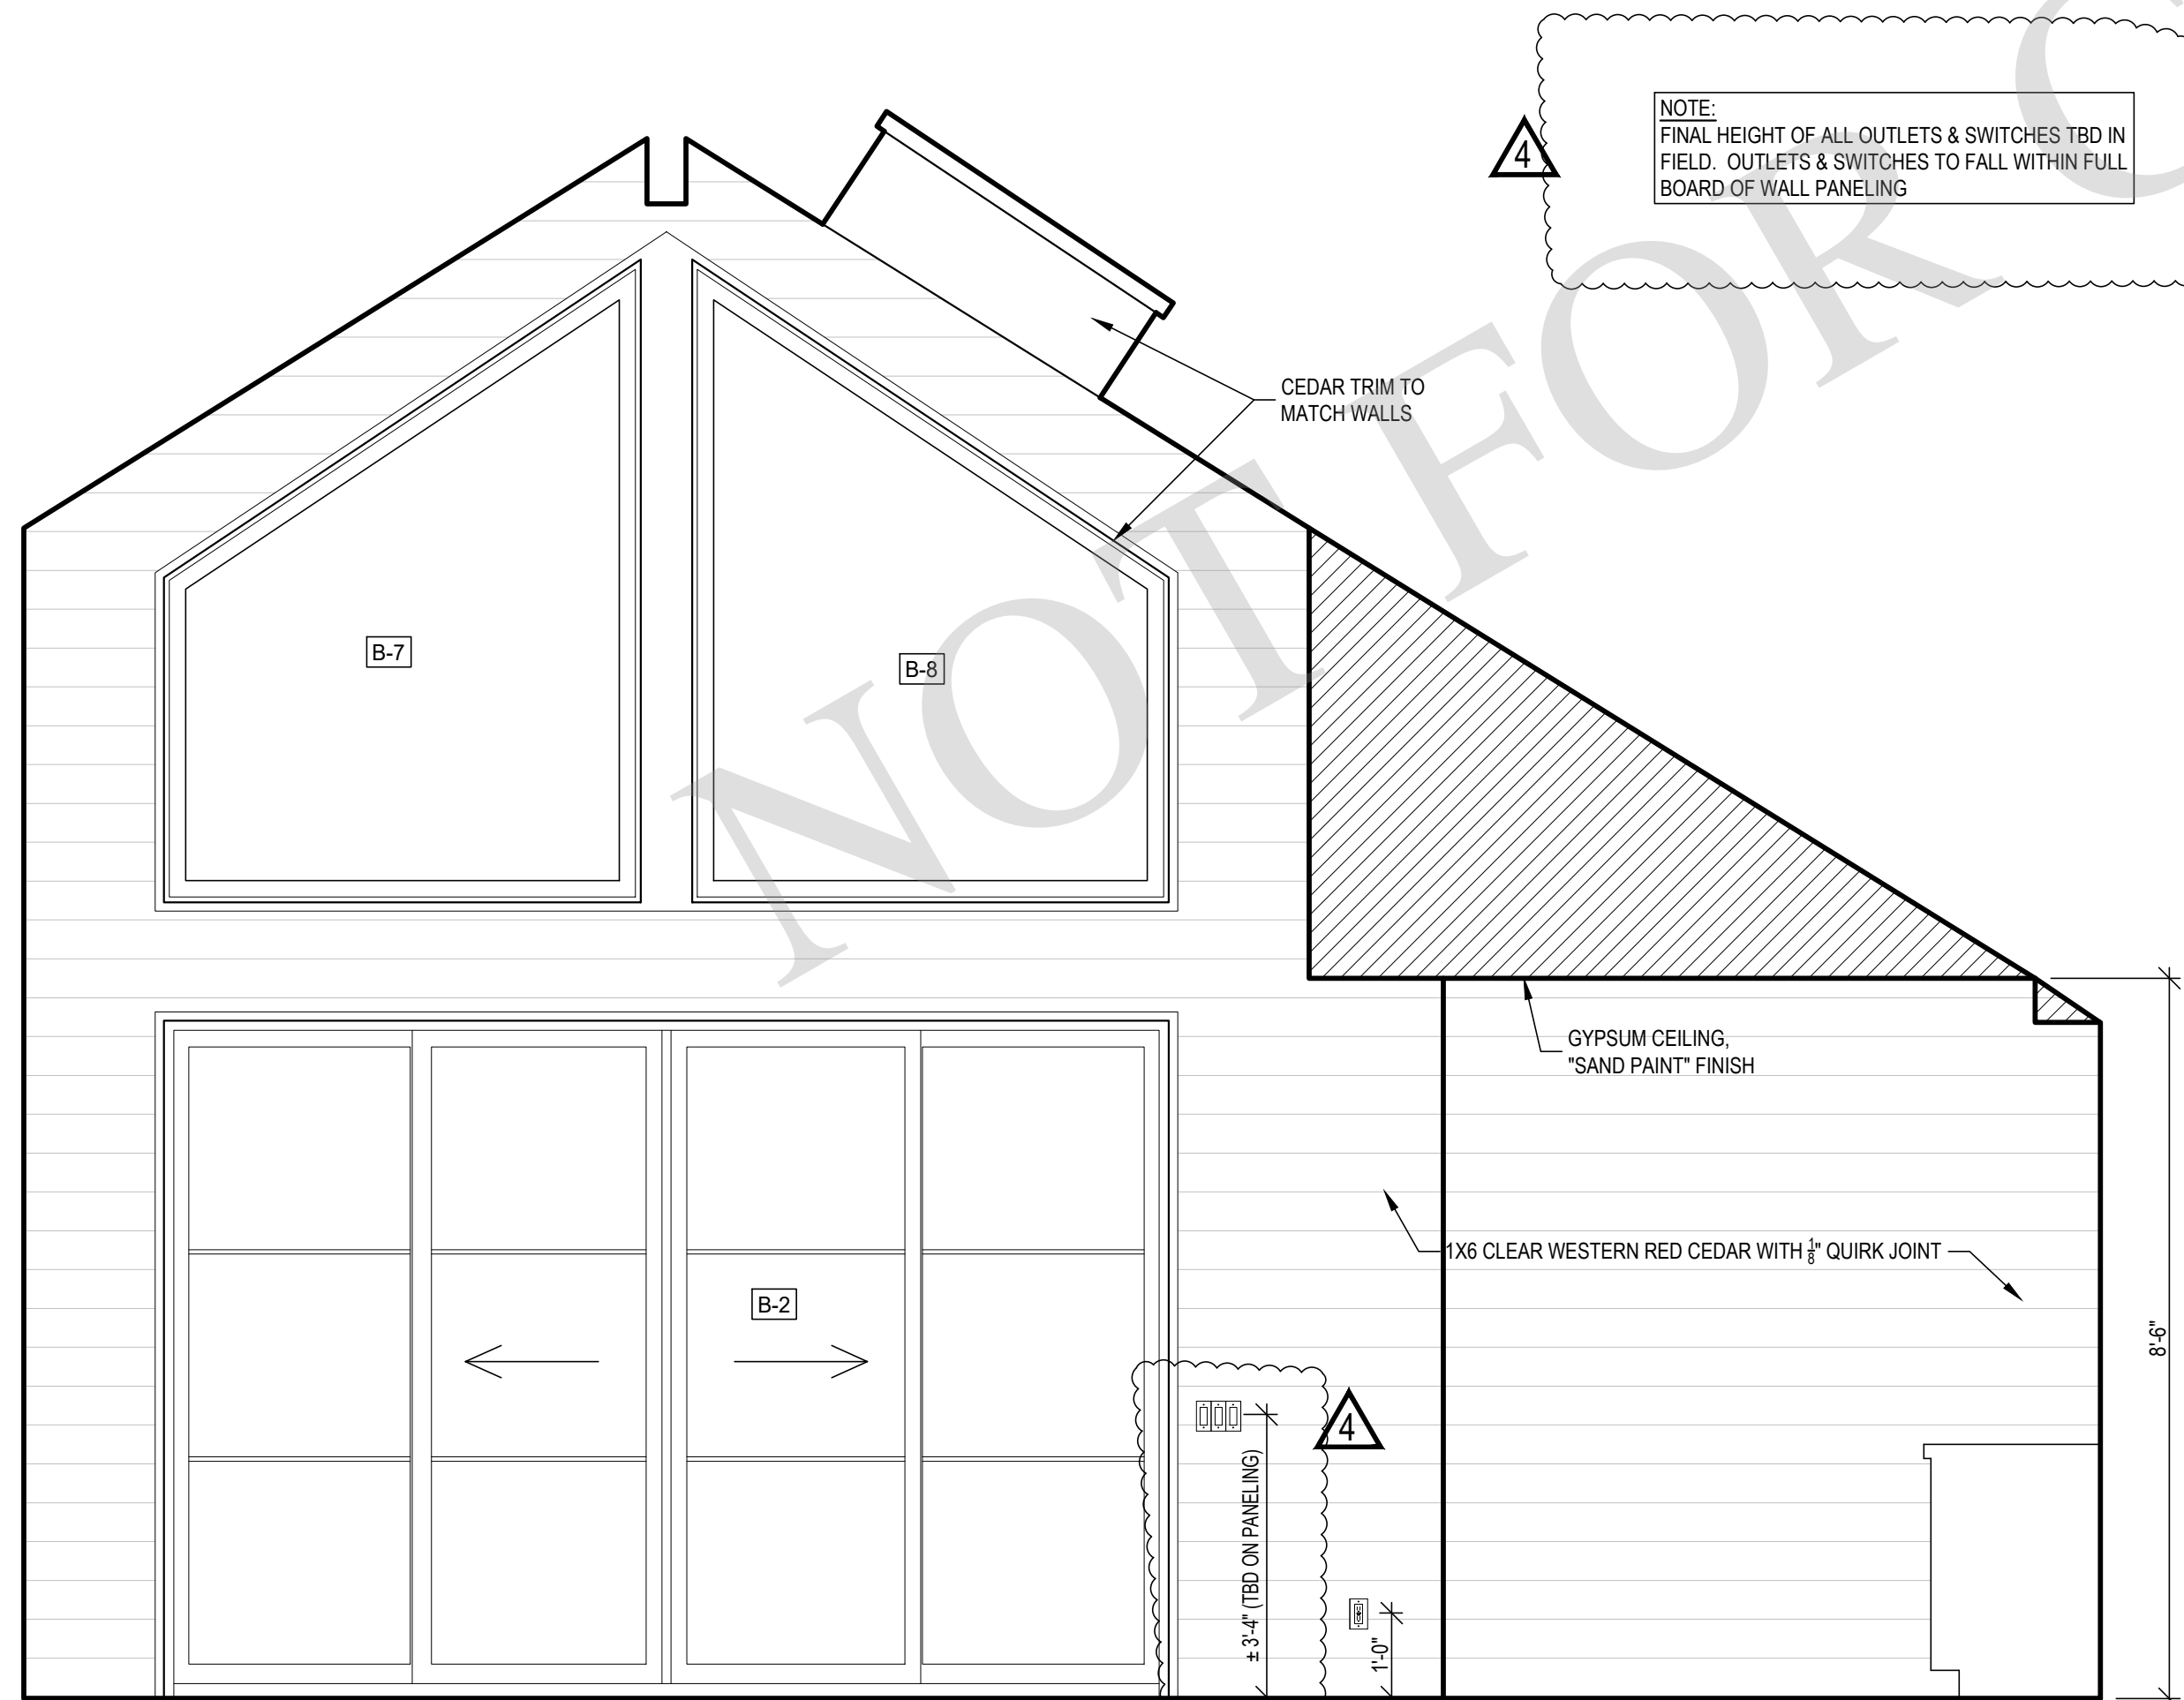 NOTE:
FINAL HEIGHT OF ALL OUTLETS & SWITCHES TBD IN
FIELD. OUTLETS & SWITCHES TO FALL WITHIN FULL
BOARD OF WALL PANELING
4
CEDAR TRIM TO
MATCH WALLS
B-7
B-8
NOT FOR C
GYPSUM CEILING,
"SAND PAINT" FINISH
1X6 CLEAR WESTERN RED CEDAR WITH 1/8" QUIRK JOINT
B-2
8'-6"
4
± 3'-4" (TBD ON PANELING)
1'-0"